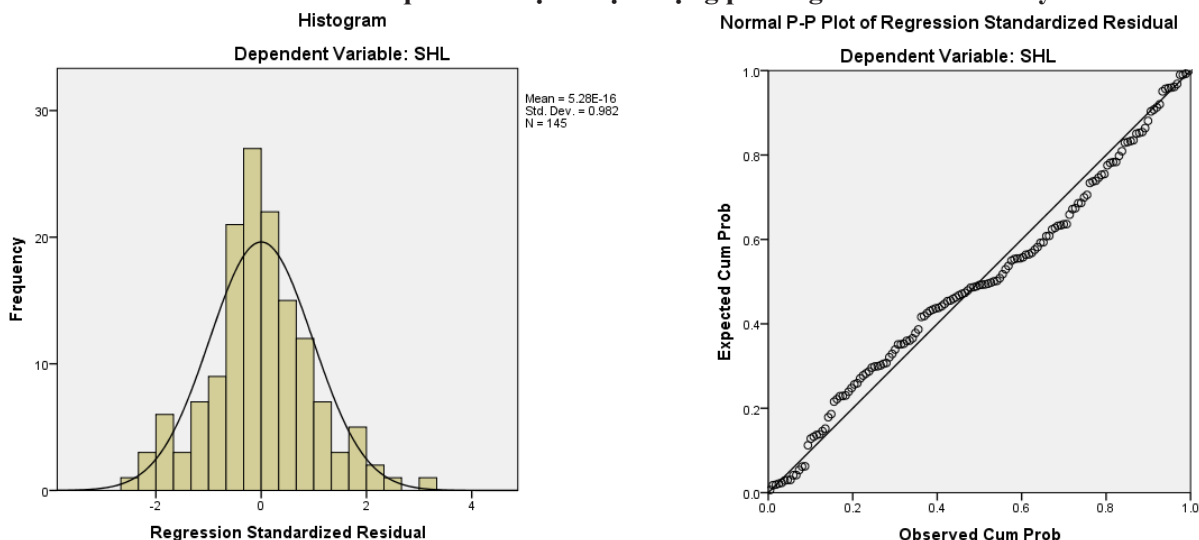 Histogram
Dependent Variable: SHL
Mean = 5.28E-16
Std. Dev. = 0.982
N = 145
30
20
10
0
-2
0
2
4
Frequency
Regression Standardized Residual
Normal P-P Plot of Regression Standardized Residual
Dependent Variable: SHL
1.0
0.8
0.6
0.4
0.2
0.0
0.0
0.2
0.4
0.6
0.8
1.0
Expected Cum Prob
Observed Cum Prob